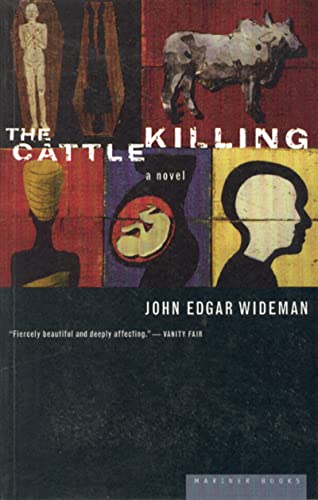 THE
CATTLE
KILLING
a novel
JOHN EDGAR WIDEMAN
"Fiercely beautiful and deeply affecting." — VANITY FAIR
MARINER BOOKS